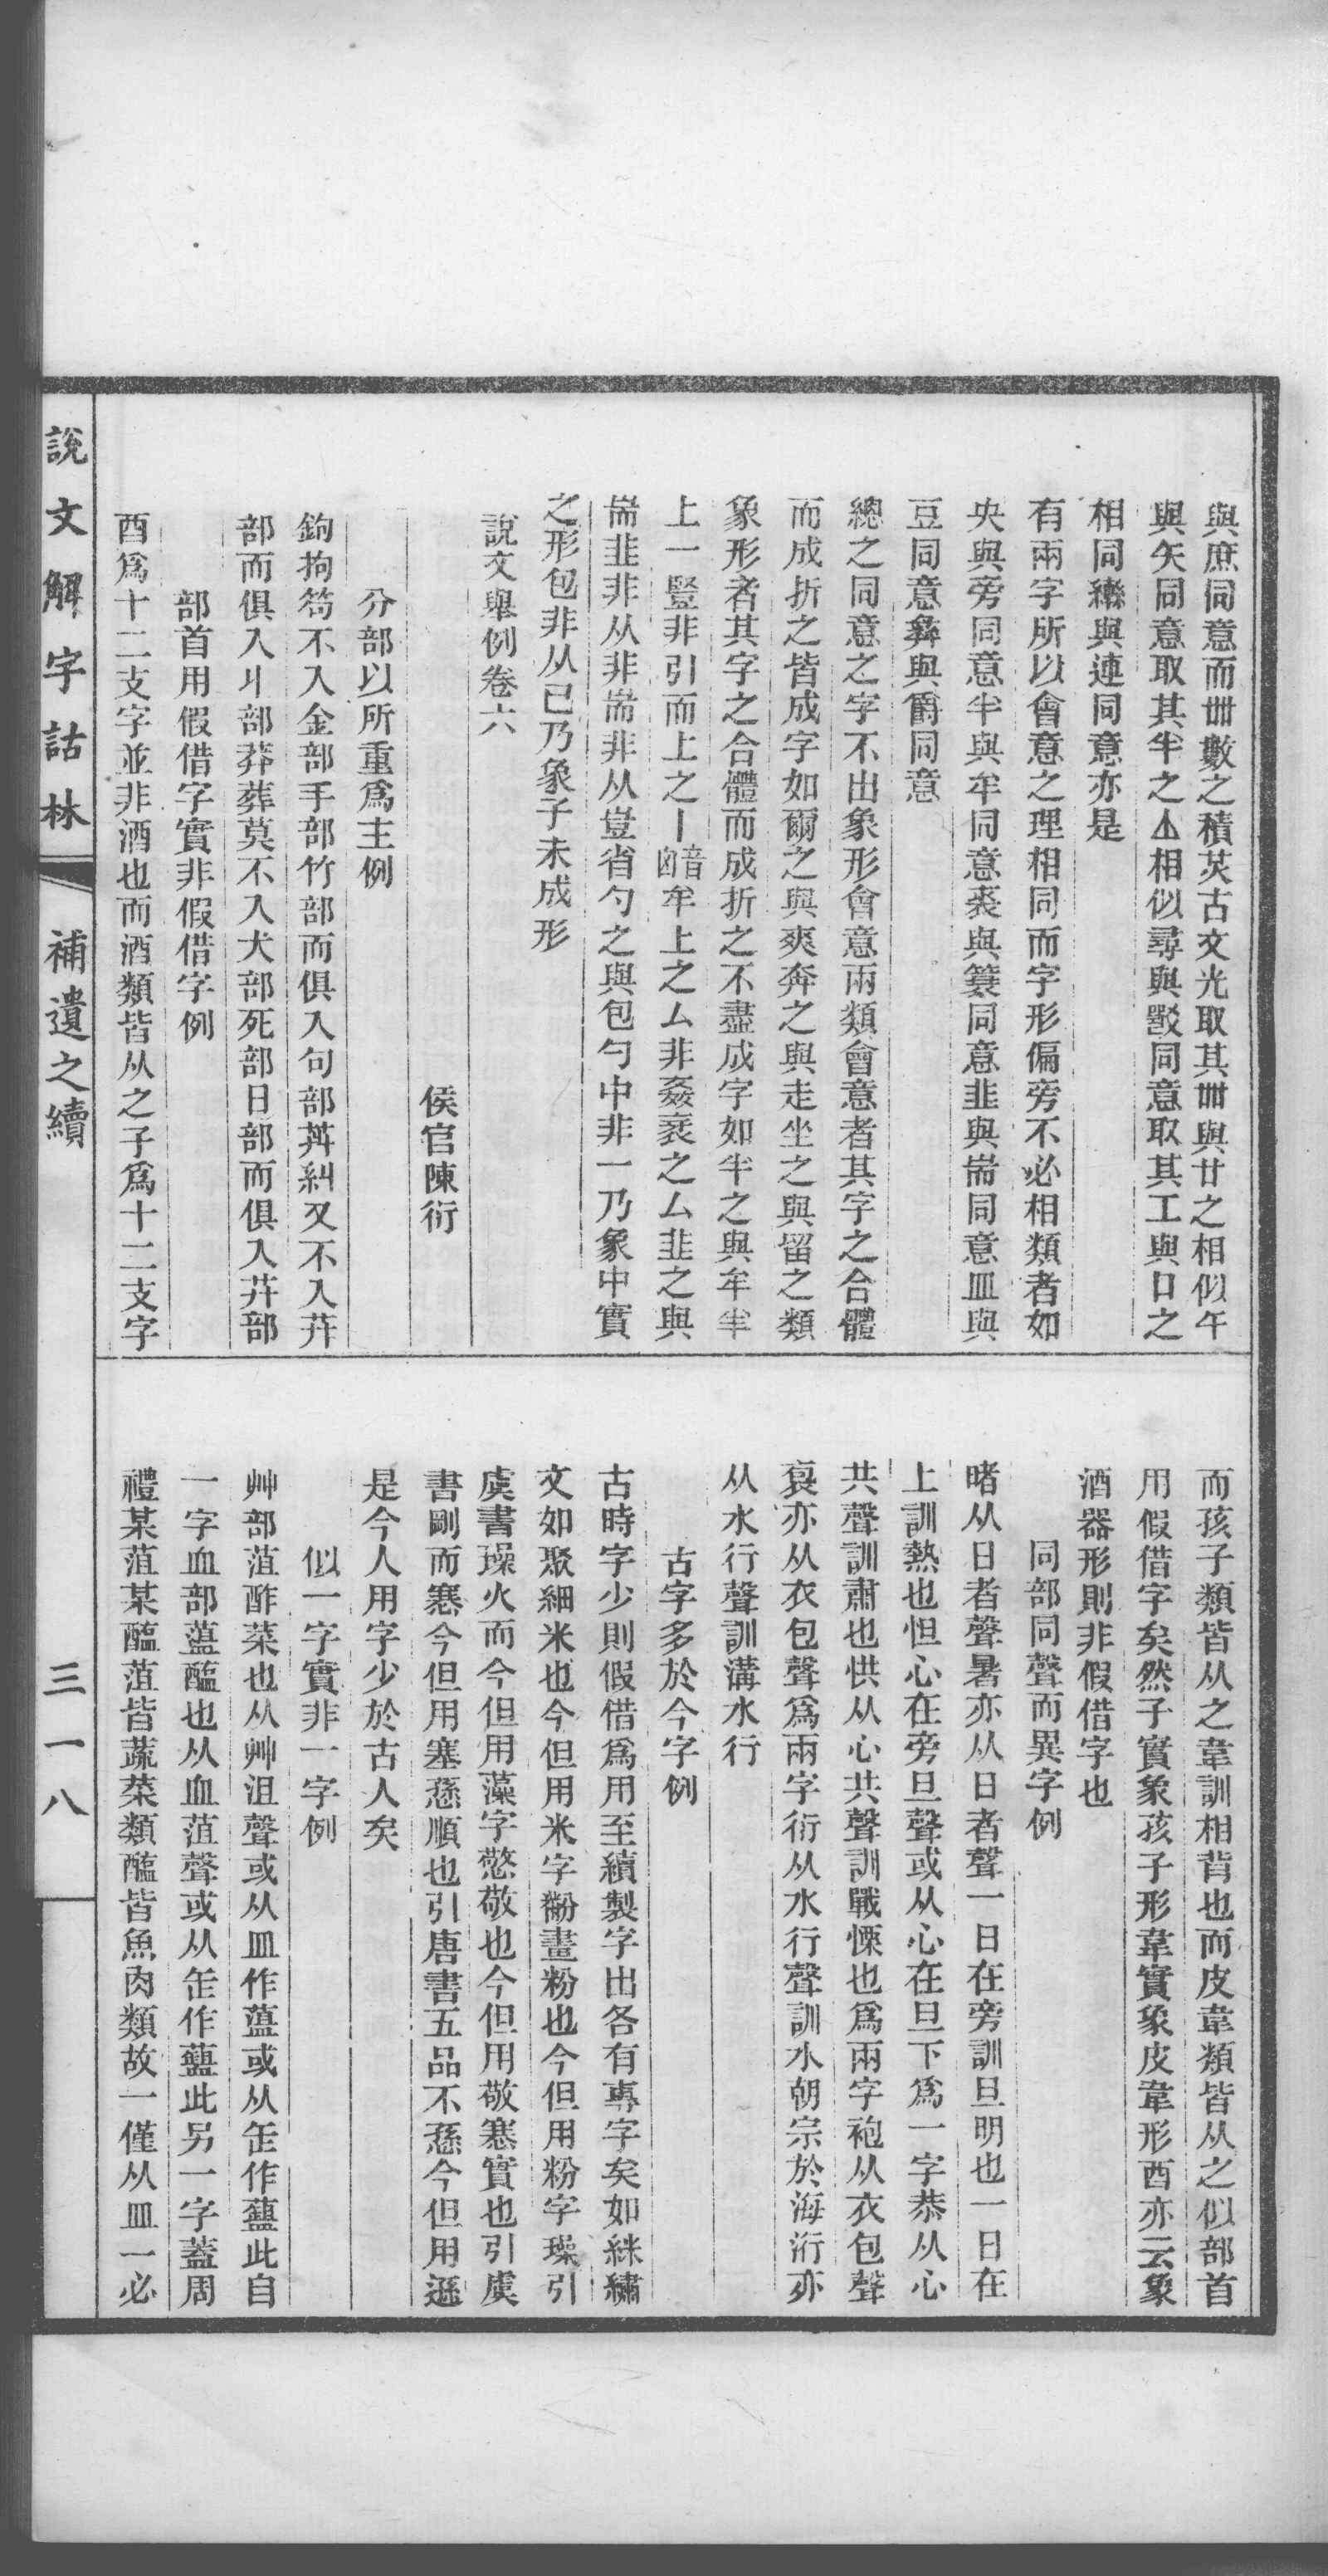 與庶同意而卌數之積炗古文光取其卌與廿之相似午
與矢同意取其𠂒之相似尋與㗊同意取其工與口之
相同䜌與連同意亦是
有兩字所以會意之理相同而字形偏旁不必相類者如
央與旁同意𦍌與牟同意裘與簑同意韭與耑同意皿與
豆同意彝與爵同意
總之同意之字不出象形會意兩類會意者其字之合體
而成折之皆成字如爾之與爽奔之與走坐之與留之類
象形者其字之合體而成折之不盡成字如𦍌之與牟𦍌
上一豎非引而上之丨音囟牟上之厶非姦衺之厶韭之與
耑韭非从非耑非从豈省勹之與包勹中非一乃象中實
之形包非从巳乃象子未成形
說文舉例卷六
侯官陳衍
分部以所重爲主例
鉤拘笱不入金部手部竹部而俱入句部茻糾又不入茻
部而俱入丩部莽葬莫不入犬部死部日部而俱入茻部
部首用假借字實非假借字例
酉爲十二支字並非酒也而酒類皆从之子爲十二支字
而孩子類皆从之韋訓相背也而皮韋類皆从之似部首
用假借字矣然子實象孩子形韋實象皮韋形酉亦云象
酒器形則非假借字也
同部同聲而異字例
睹从日者聲暑亦从日者聲一日在旁訓旦明也一日在
上訓熱也怛心在旁旦聲或从心在旦下爲一字恭从心
共聲訓肅也㤨从心共聲訓戰慄也爲兩字袍从衣包聲
裒亦从衣包聲爲兩字衍从水行聲訓水朝宗於海洐亦
从水行聲訓溝水行
古字多於今字例
古時字少則假借爲用至續製字出各有專字矣如絑繡
文如聚細米也今但用米字黺畫粉也今但用粉字璪引
虞書璪火而今但用藻字憼敬也今但用敬㥶實也引虞
書剛而㥶今但用塞愻順也引唐書五品不愻今但用遜
是今人用字少於古人矣
似一字實非一字例
艸部菹酢菜也从艸沮聲或从皿作䔃或从缶作䕩此自
一字血部䘓醢也从血菹聲或从缶作䕩此另一字蓋周
禮某菹某醢菹皆蔬菜類醢皆魚肉類故一僅从皿一必
說文解字詁林
補遺之續
三一八